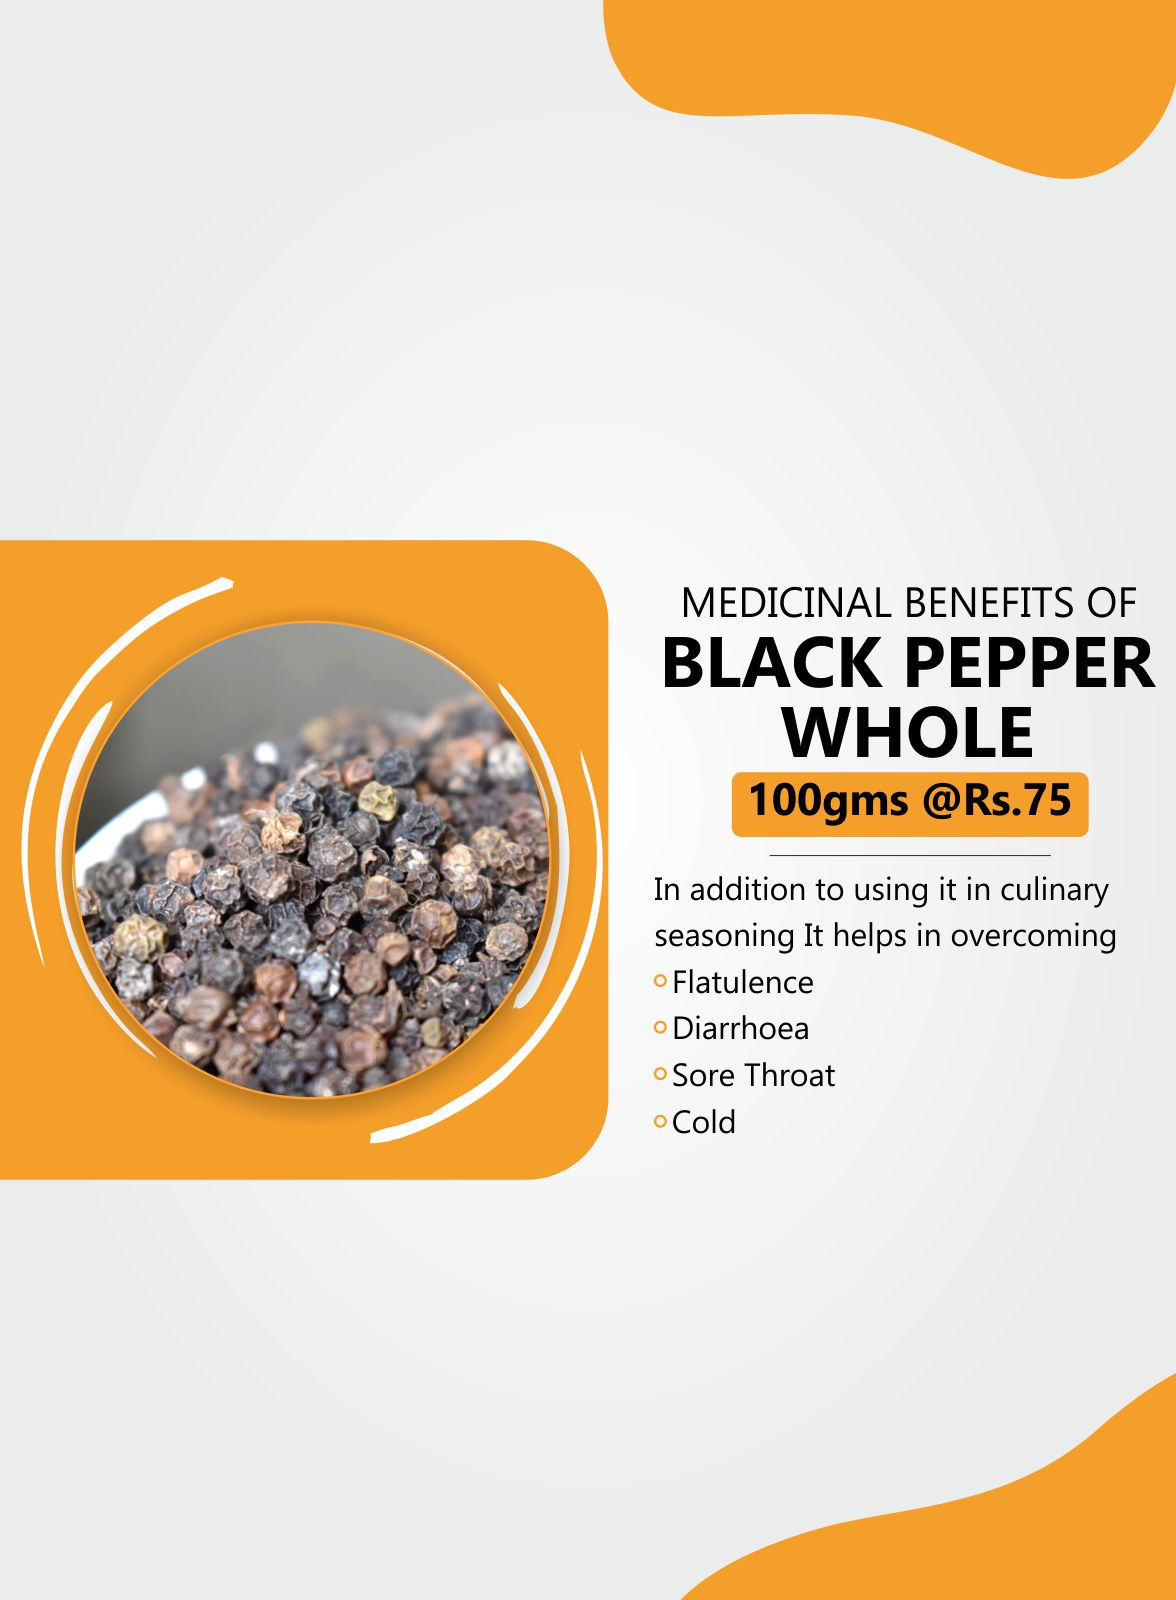 MEDICINAL BENEFITS OF
BLACK PEPPER
WHOLE
100gms @Rs.75
In addition to using it in culinary
seasoning It helps in overcoming
Flatulence
Diarrhoea
Sore Throat
Cold